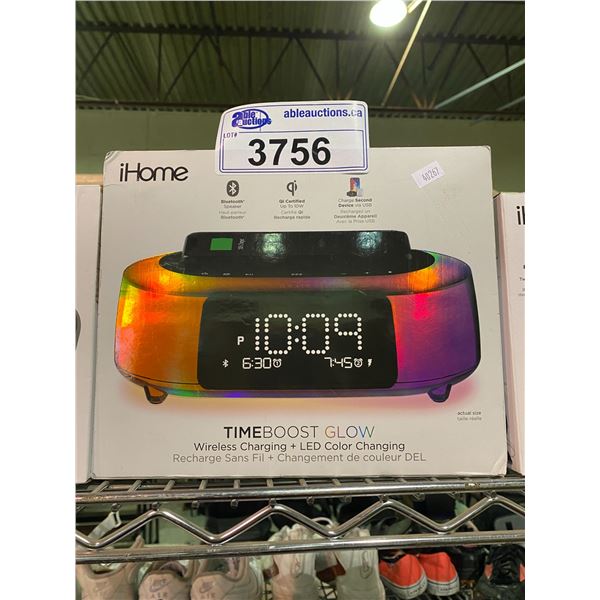 able auctions
ableauctions.ca
LOT#
3756
iHome
40267
Bluetooth®
Speaker
Haut-parleur
Bluetooth®
Qi
QI Certified
Up To 10W
Certifié QI
Recharge rapide
Charge Second
Device via USB
Rechargez un
Deuxième Appareil
Avec la Prise USB
P 10:09
6:30 7:45
actual size
taille réelle
TIMEBOOST GLOW
Wireless Charging + LED Color Changing
Recharge Sans Fil + Changement de couleur DEL